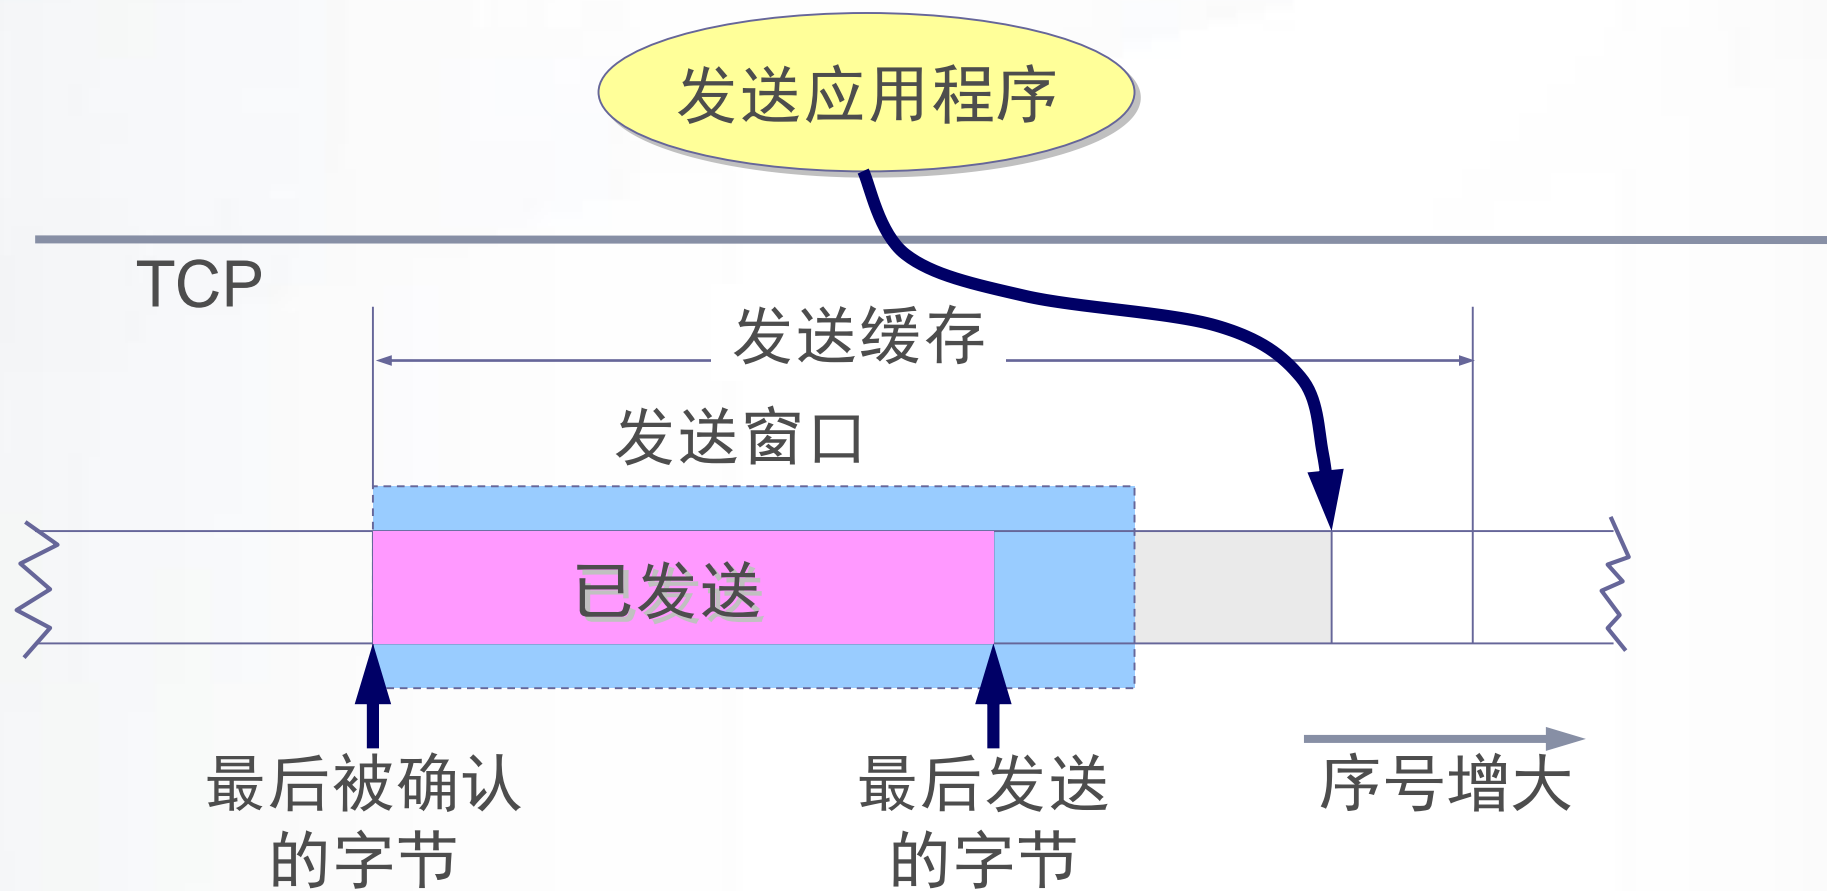 发送应用程序
TCP
发送缓存
发送窗口
已发送
最后被确认
的字节
最后发送
的字节
序号增大